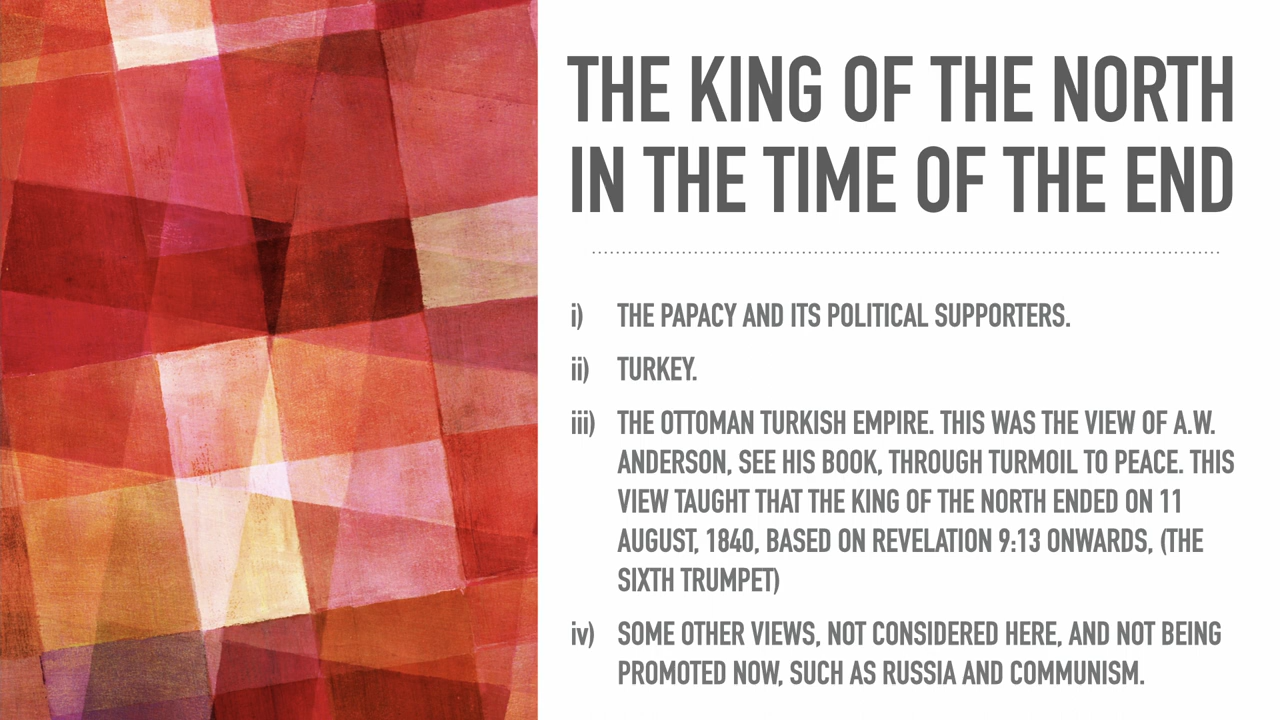 THE KING OF THE NORTH
IN THE TIME OF THE END
i) THE PAPACY AND ITS POLITICAL SUPPORTERS.
ii) TURKEY.
iii) THE OTTOMAN TURKISH EMPIRE. THIS WAS THE VIEW OF A.W.
ANDERSON, SEE HIS BOOK, THROUGH TURMOIL TO PEACE. THIS
VIEW TAUGHT THAT THE KING OF THE NORTH ENDED ON 11
AUGUST, 1840, BASED ON REVELATION 9:13 ONWARDS, (THE
SIXTH TRUMPET)
iv) SOME OTHER VIEWS, NOT CONSIDERED HERE, AND NOT BEING
PROMOTED NOW, SUCH AS RUSSIA AND COMMUNISM.